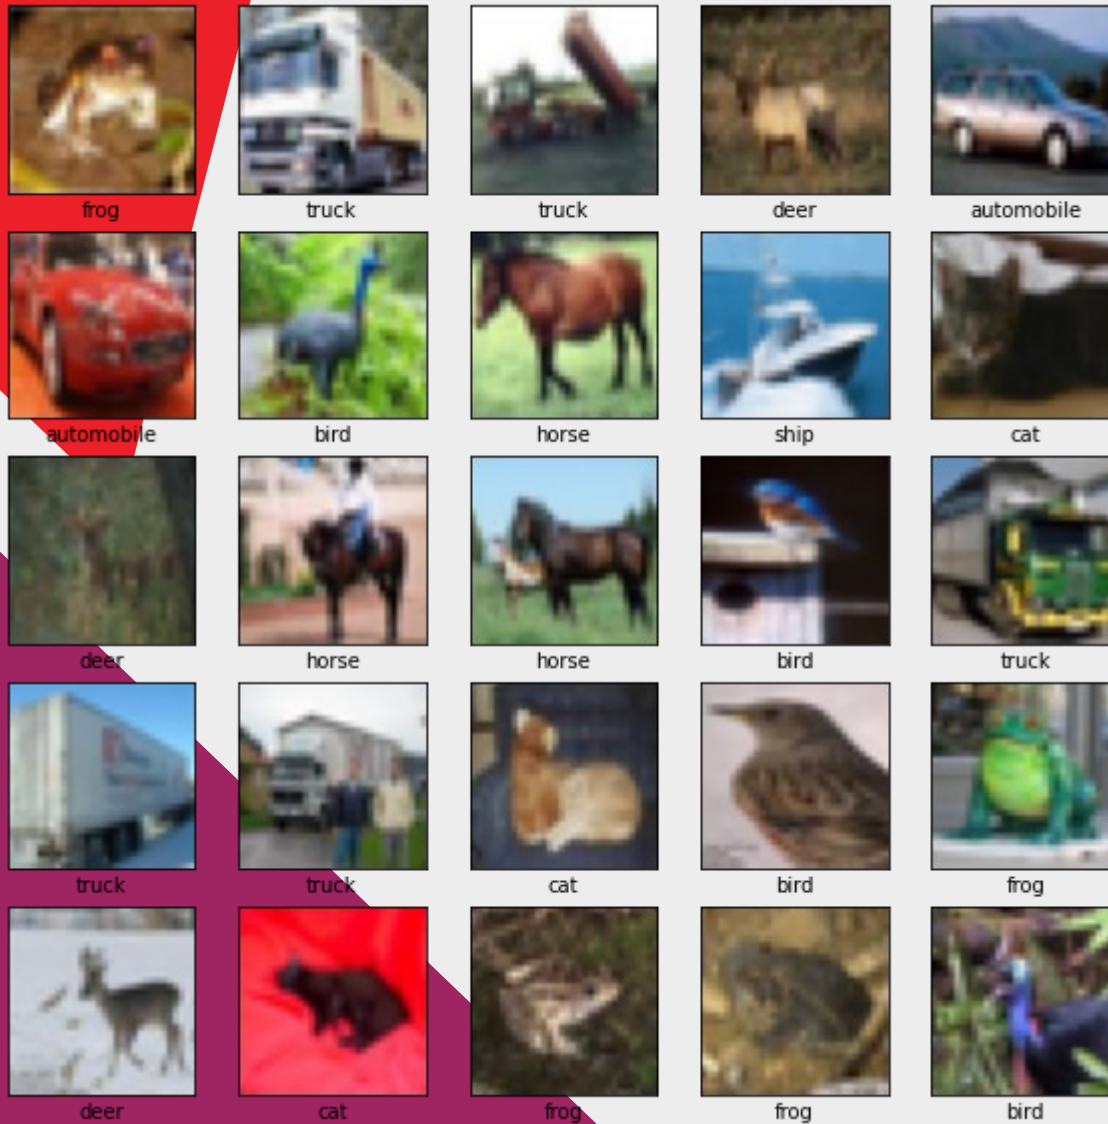 frog truck truck deer automobile
automobile bird horse ship cat
deer horse horse bird truck
truck truck cat bird frog
deer cat frog frog bird